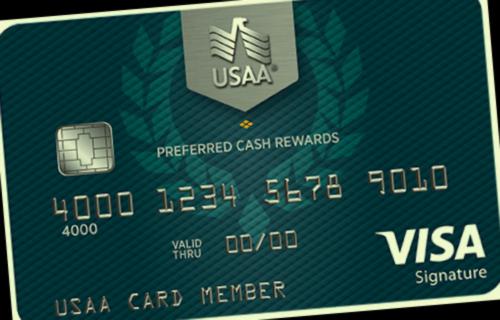 USAA®
PREFERRED CASH REWARDS
4000 1234 5678 9010
4000
VALID THRU 00/00
VISA
Signature
USAA CARD MEMBER